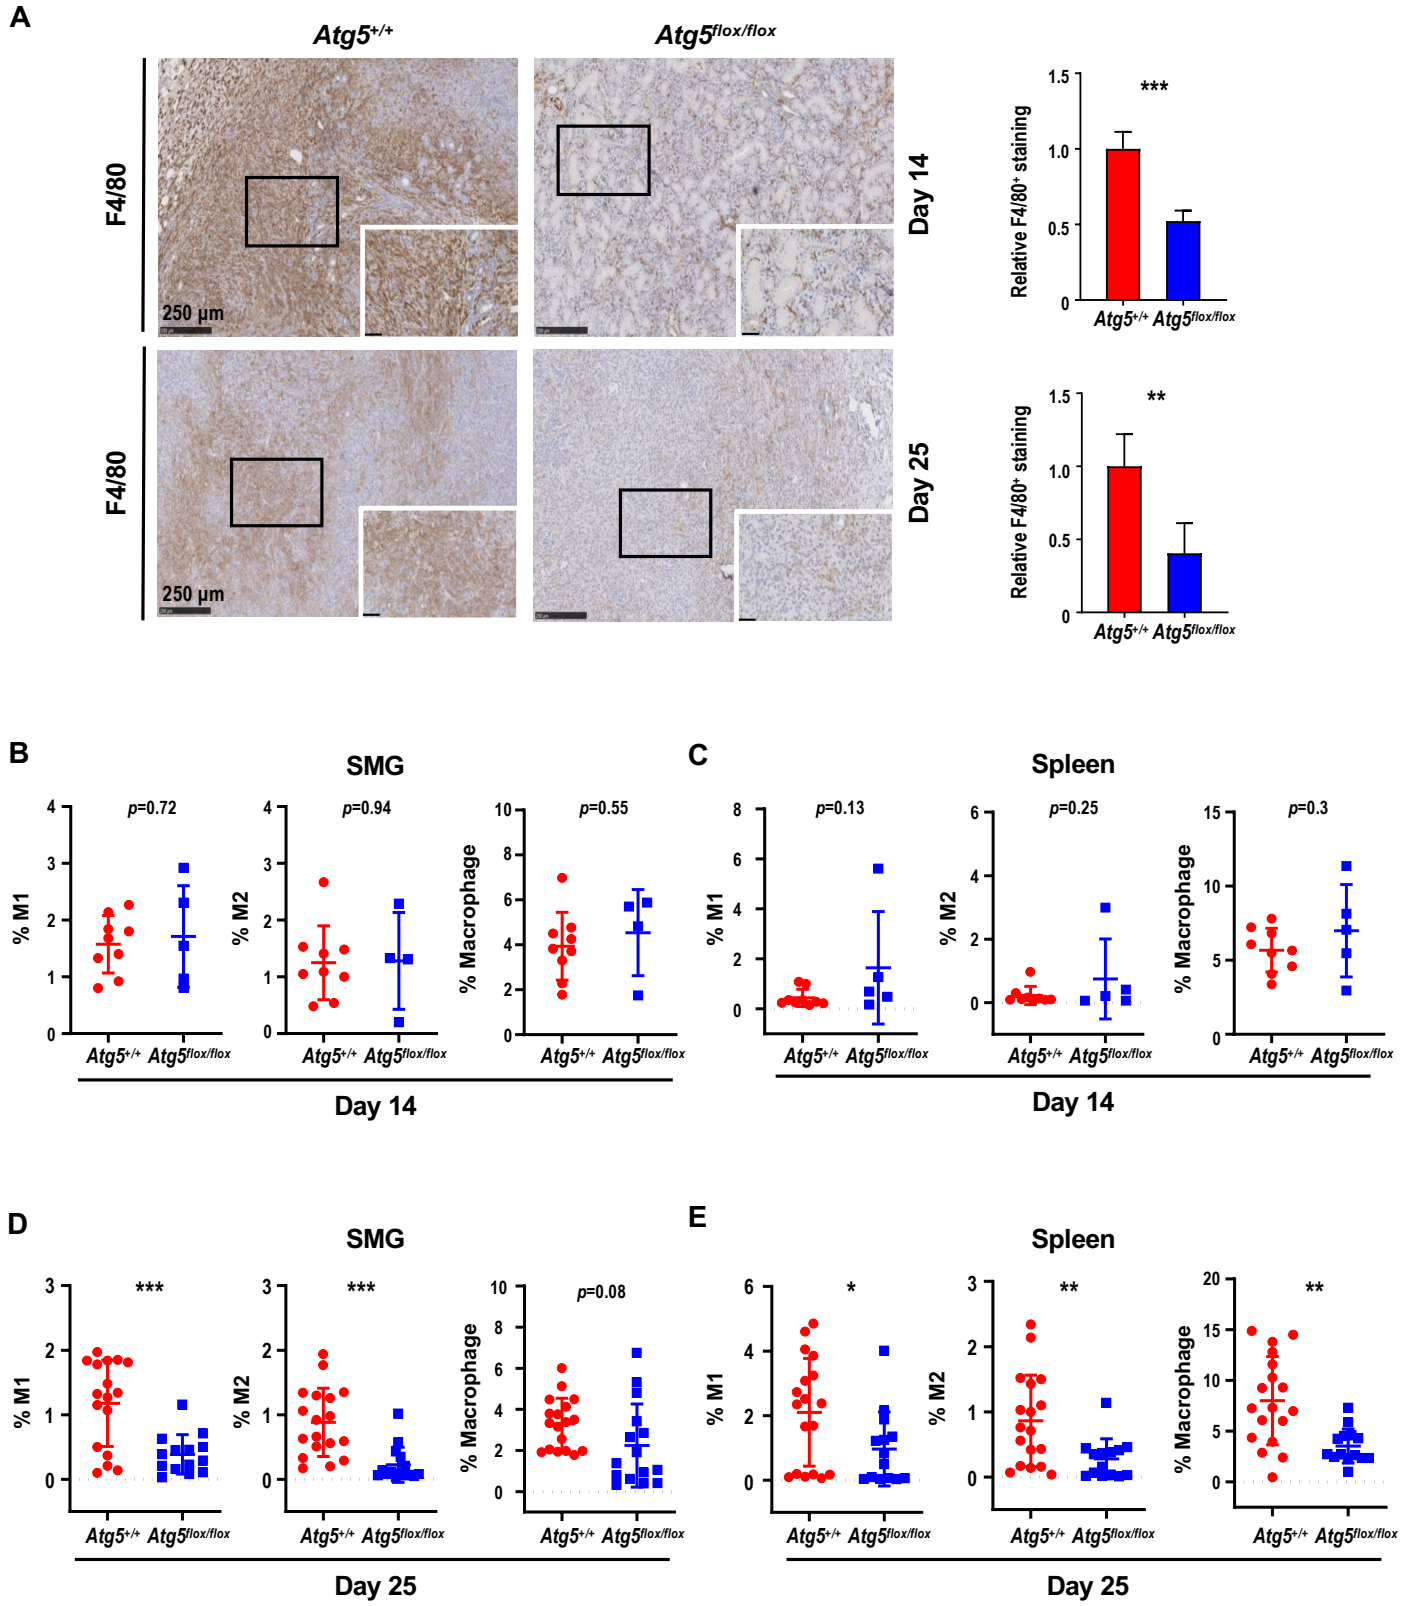 A
Atg5+/+
Atg5flox/flox
F4/80
250 µm
Day 14
Relative F4/80+ staining
1.5
1.0
0.5
0
***
Atg5+/+ Atg5flox/flox
F4/80
250 µm
Day 25
Relative F4/80+ staining
1.5
1.0
0.5
0
**
Atg5+/+ Atg5flox/flox
B
SMG
% M1
4
3
2
1
0
p=0.72
Atg5+/+ Atg5flox/flox
% M2
4
3
2
1
0
p=0.94
Atg5+/+ Atg5flox/flox
% Macrophage
10
8
6
4
2
0
p=0.55
Atg5+/+ Atg5flox/flox
Day 14
C
Spleen
% M1
8
6
4
2
0
p=0.13
Atg5+/+ Atg5flox/flox
% M2
6
4
2
0
p=0.25
Atg5+/+ Atg5flox/flox
% Macrophage
15
10
5
0
p=0.3
Atg5+/+ Atg5flox/flox
Day 14
D
SMG
% M1
3
2
1
0
***
Atg5+/+ Atg5flox/flox
% M2
3
2
1
0
***
Atg5+/+ Atg5flox/flox
% Macrophage
10
8
6
4
2
0
p=0.08
Atg5+/+ Atg5flox/flox
Day 25
E
Spleen
% M1
6
4
2
0
*
Atg5+/+ Atg5flox/flox
% M2
3
2
1
0
**
Atg5+/+ Atg5flox/flox
% Macrophage
20
15
10
5
0
**
Atg5+/+ Atg5flox/flox
Day 25